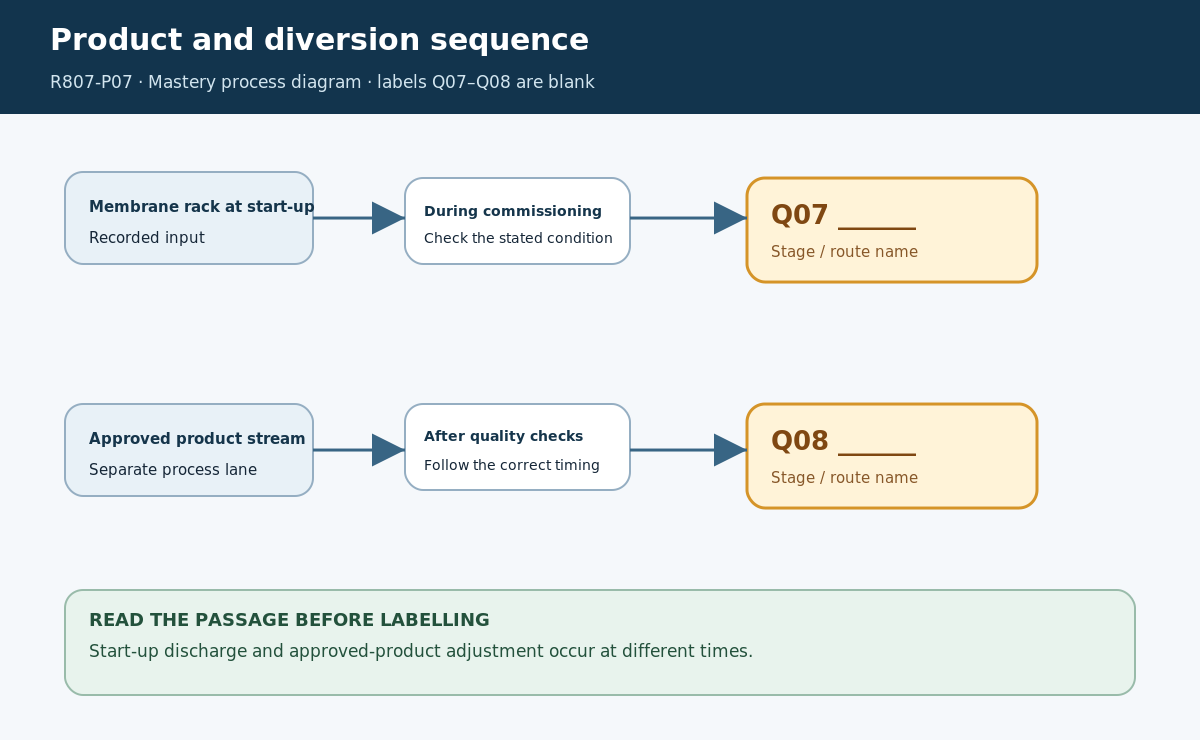 Product and diversion sequence
R807-P07 · Mastery process diagram · labels Q07–Q08 are blank
Membrane rack at start-up
Recorded input
During commissioning
Check the stated condition
Q07 ______
Stage / route name
Approved product stream
Separate process lane
After quality checks
Follow the correct timing
Q08 ______
Stage / route name
READ THE PASSAGE BEFORE LABELLING
Start-up discharge and approved-product adjustment occur at different times.